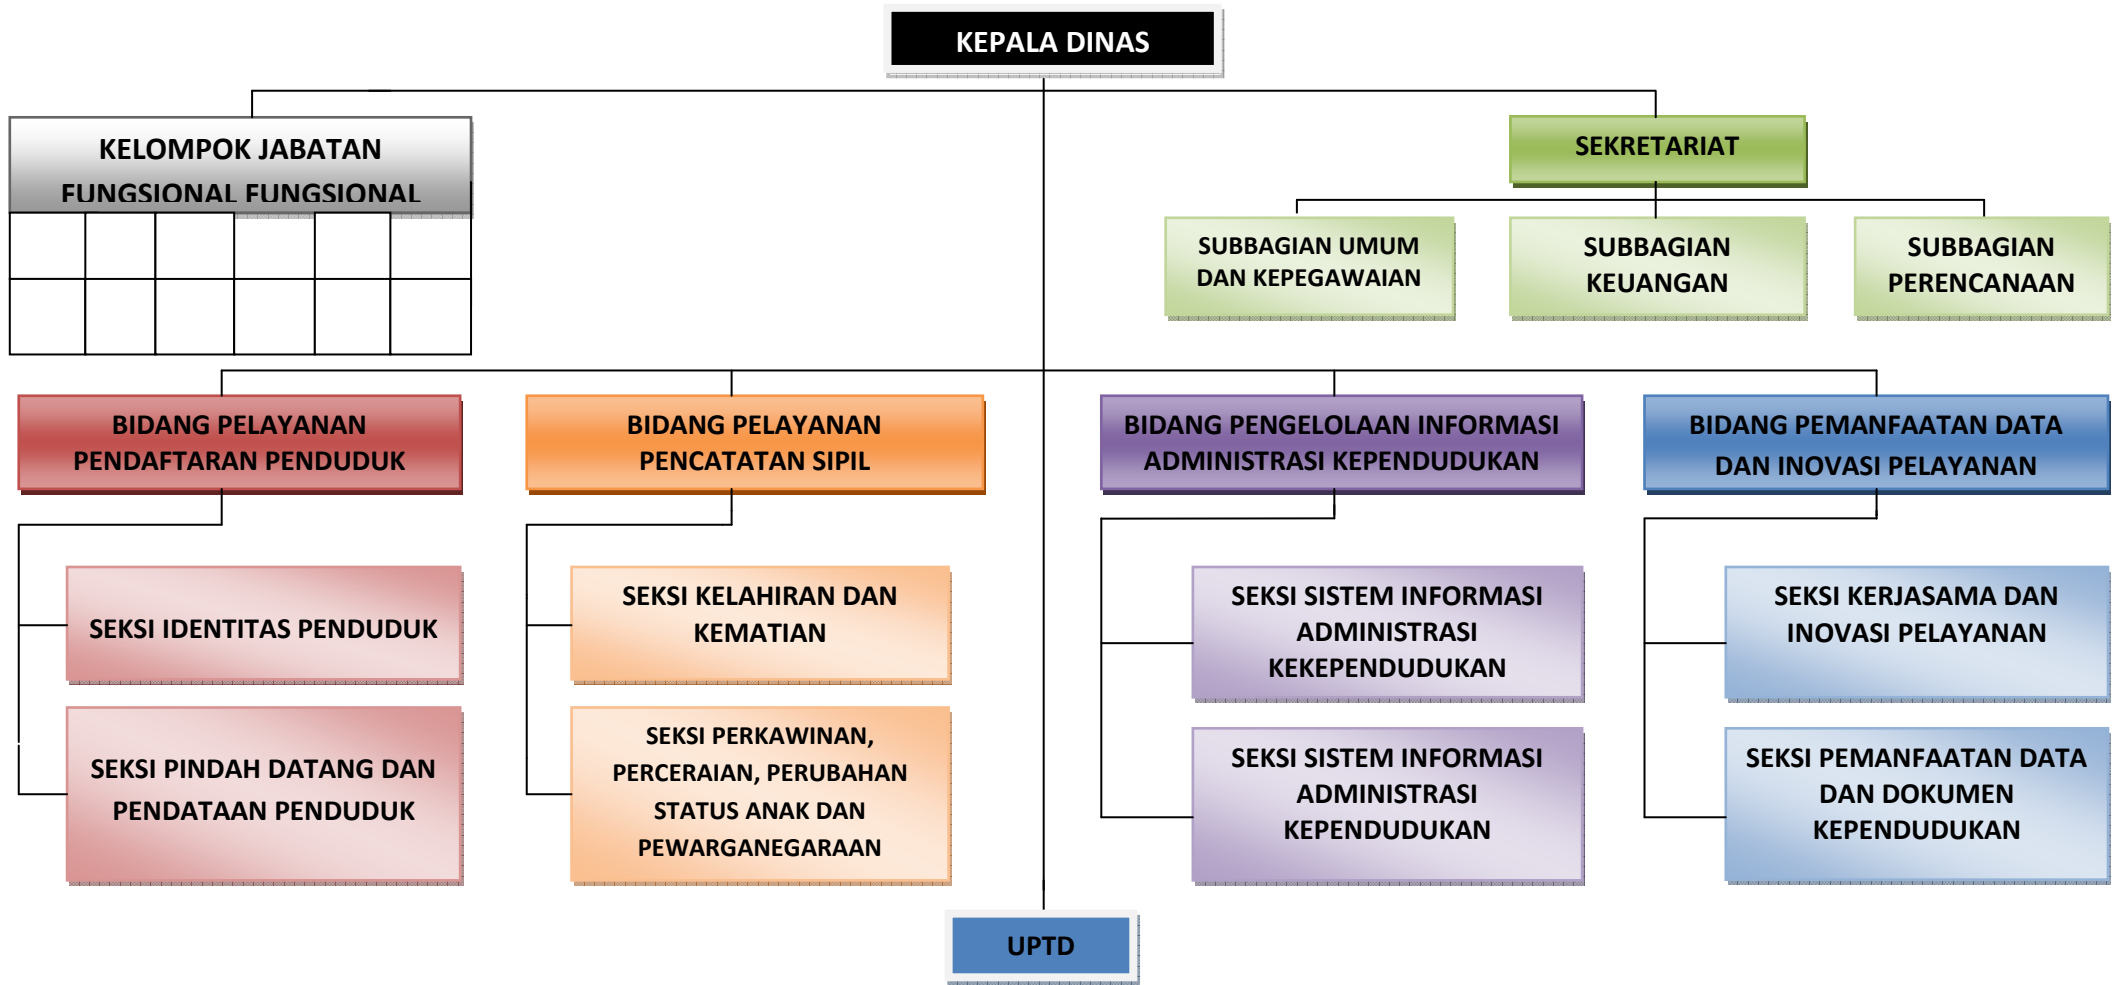 KEPALA DINAS
KELOMPOK JABATAN
FUNGSIONAL FUNGSIONAL
SEKRETARIAT
SUBBAGIAN UMUM
DAN KEPEGAWAIAN
SUBBAGIAN
KEUANGAN
SUBBAGIAN
PERENCANAAN
BIDANG PELAYANAN
PENDAFTARAN PENDUDUK
BIDANG PELAYANAN
PENCATATAN SIPIL
BIDANG PENGELOLAAN INFORMASI
ADMINISTRASI KEPENDUDUKAN
BIDANG PEMANFAATAN DATA
DAN INOVASI PELAYANAN
SEKSI IDENTITAS PENDUDUK
SEKSI KELAHIRAN DAN
KEMATIAN
SEKSI SISTEM INFORMASI
ADMINISTRASI
KEKEPENDUDUKAN
SEKSI KERJASAMA DAN
INOVASI PELAYANAN
SEKSI PINDAH DATANG DAN
PENDATAAN PENDUDUK
SEKSI PERKAWINAN,
PERCERAIAN, PERUBAHAN
STATUS ANAK DAN
PEWARGANEGARAAN
SEKSI SISTEM INFORMASI
ADMINISTRASI
KEPENDUDUKAN
SEKSI PEMANFAATAN DATA
DAN DOKUMEN
KEPENDUDUKAN
UPTD